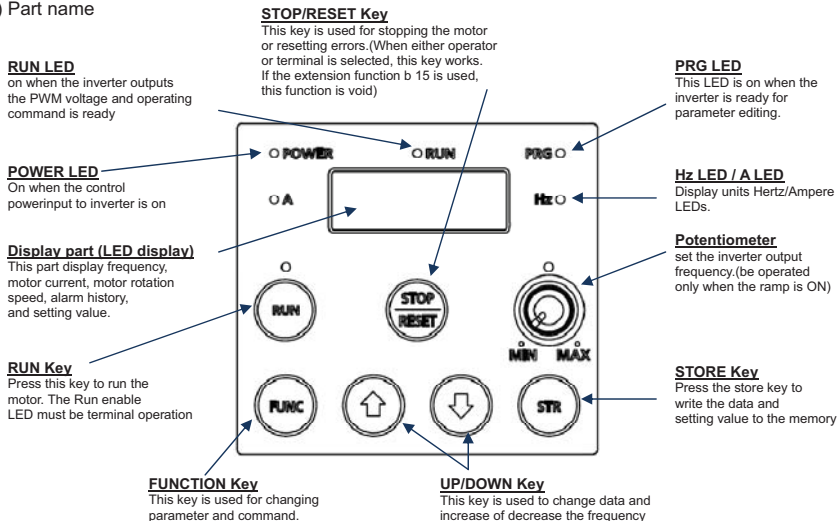 ) Part name
STOP/RESET Key
This key is used for stopping the motor
or resetting errors.(When either operator
or terminal is selected, this key works.
If the extension function b 15 is used,
this function is void)
RUN LED
on when the inverter outputs
the PWM voltage and operating
command is ready
PRG LED
This LED is on when the
inverter is ready for
parameter editing.
POWER LED
On when the control
powerinput to inverter is on
Hz LED / A LED
Display units Hertz/Ampere
LEDs.
Display part (LED display)
This part display frequency,
motor current, motor rotation
speed, alarm history,
and setting value.
Potentiometer
set the inverter output
frequency.(be operated
only when the ramp is ON)
RUN Key
Press this key to run the
motor. The Run enable
LED must be terminal operation
STORE Key
Press the store key to
write the data and
setting value to the memory
POWER
RUN
PRG
A
Hz
RUN
STOP
RESET
MIN MAX
FUNC
STR
FUNCTION Key
This key is used for changing
parameter and command.
UP/DOWN Key
This key is used to change data and
increase of decrease the frequency